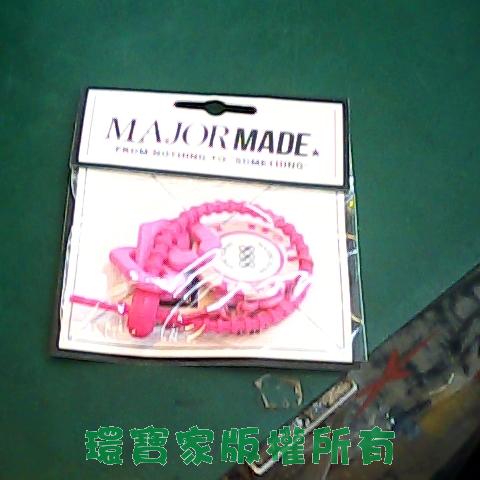 MAJOR MADE
FROM NOTHING TO SOMETHING
環寶家版權所有